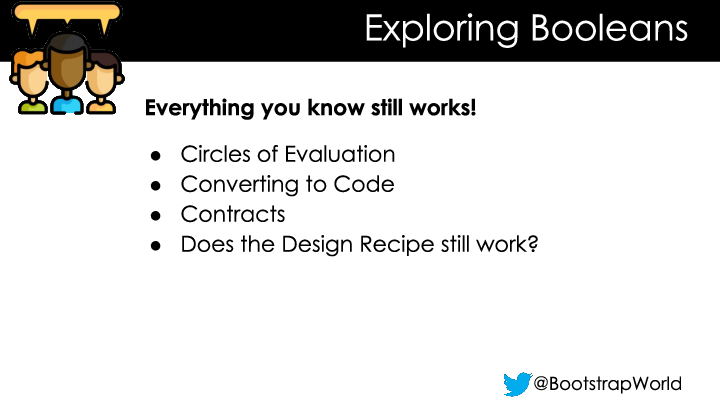 Exploring Booleans
Everything you know still works!
● Circles of Evaluation
● Converting to Code
● Contracts
● Does the Design Recipe still work?
@BootstrapWorld